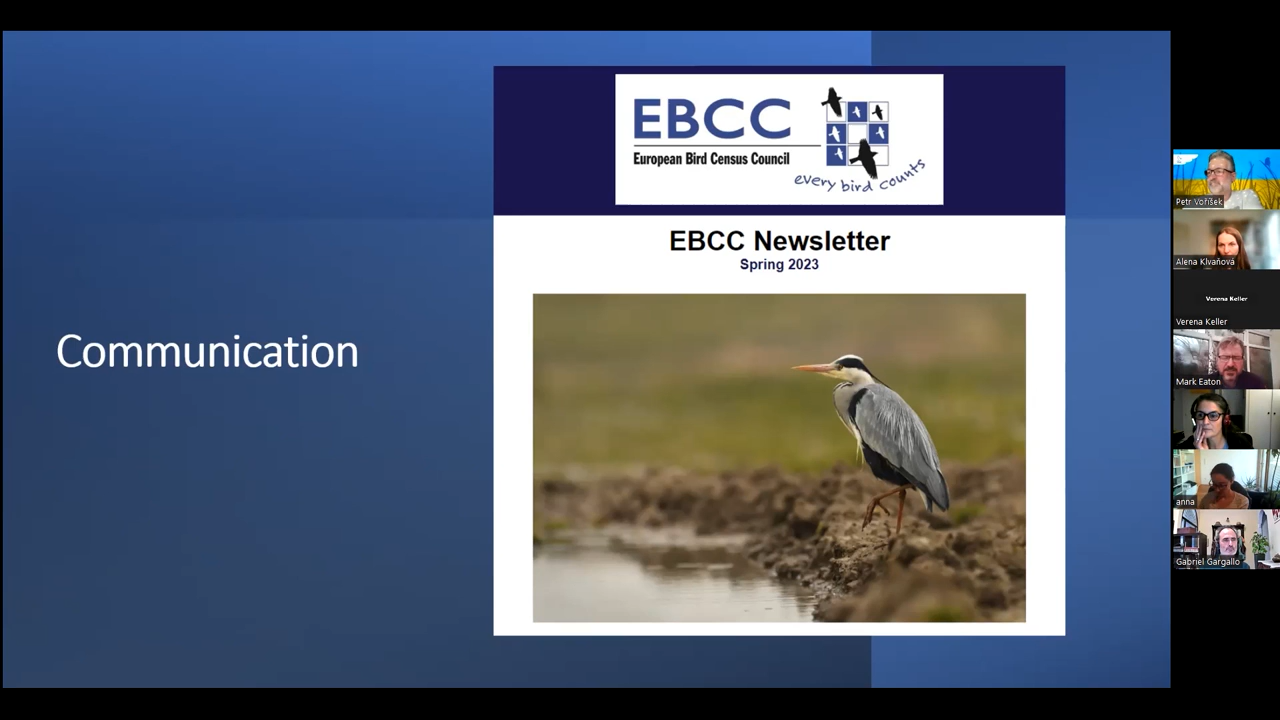 Communication
EBCC
European Bird Census Council
every bird counts
EBCC Newsletter
Spring 2023
Petr Voříšek
Alena Klvaňová
Verena Keller
Verena Keller
Mark Eaton
anna
Gabriel Gargallo